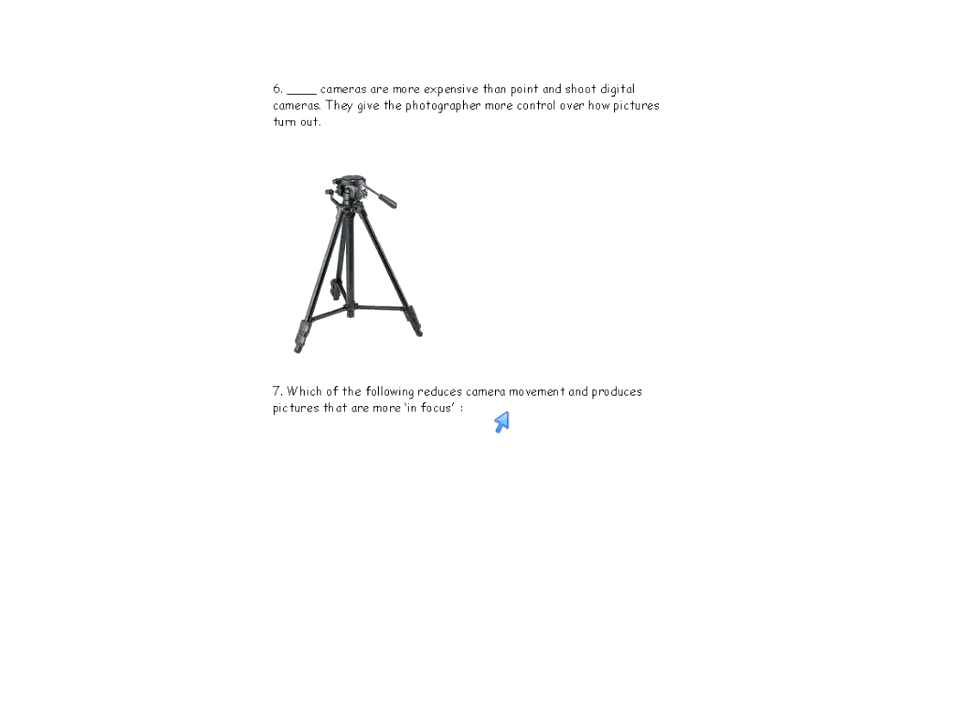 6. ____ cameras are more expensive than point and shoot digital
cameras. They give the photographer more control over how pictures
turn out.
7. Which of the following reduces camera movement and produces
pictures that are more 'in focus' :